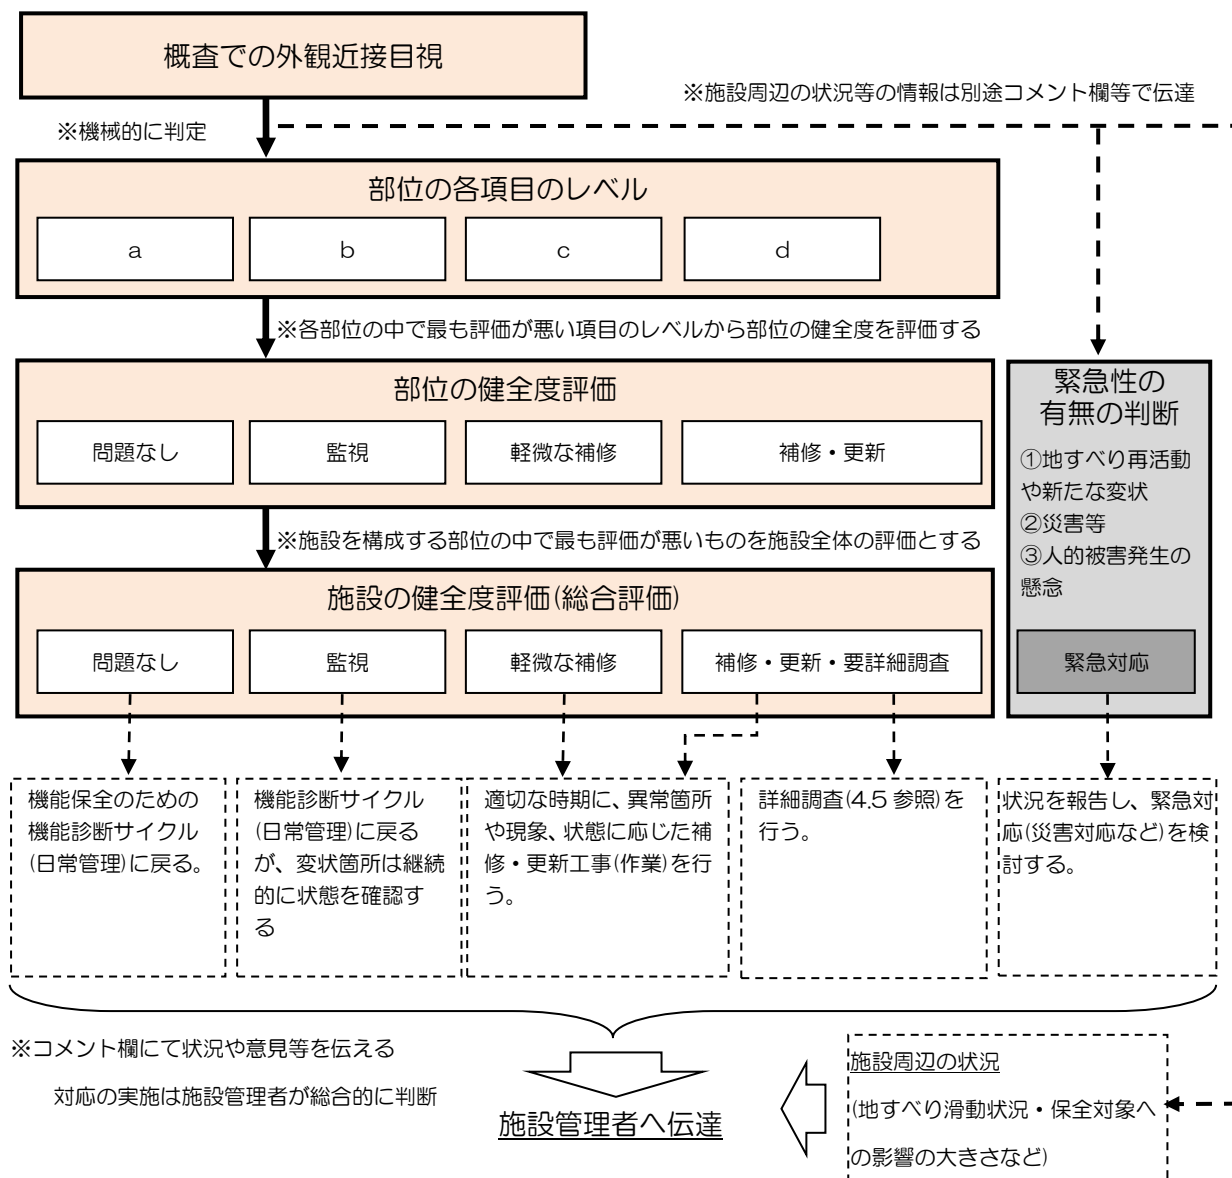 概査での外観近接目視
※施設周辺の状況等の情報は別途コメント欄等で伝達
※機械的に判定
部位の各項目のレベル
a
b
c
d
※各部位の中で最も評価が悪い項目のレベルから部位の健全度を評価する
部位の健全度評価
問題なし
監視
軽微な補修
補修・更新
※施設を構成する部位の中で最も評価が悪いものを施設全体の評価とする
施設の健全度評価(総合評価)
問題なし
監視
軽微な補修
補修・更新・要詳細調査
緊急性の
有無の判断
①地すべり再活動
や新たな変状
②災害等
③人的被害発生の
懸念
緊急対応
機能保全のための
機能診断サイクル
(日常管理)に戻る。
機能診断サイクル
(日常管理)に戻る
が、変状箇所は継続
的に状態を確認す
る
適切な時期に、異常箇所
や現象、状態に応じた補
修・更新工事(作業)を行
う。
詳細調査(4.5 参照)を
行う。
状況を報告し、緊急対
応(災害対応など)を検
討する。
※コメント欄にて状況や意見等を伝える
対応の実施は施設管理者が総合的に判断
施設管理者へ伝達
施設周辺の状況
(地すべり滑動状況・保全対象へ
の影響の大きさなど)